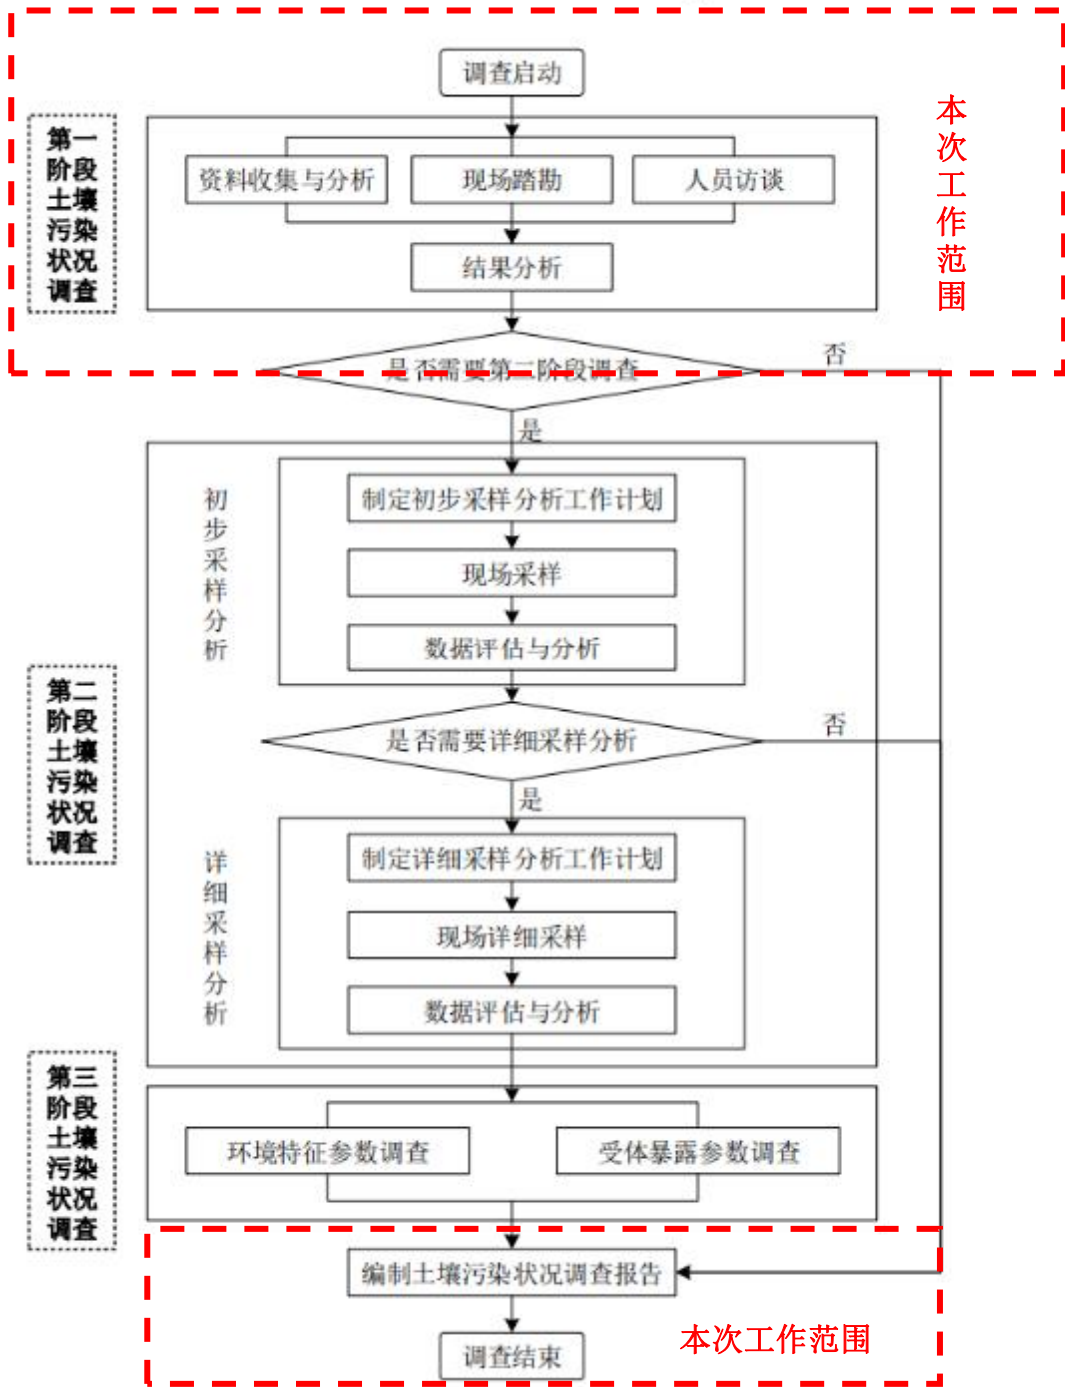 调查启动
本次工作范围
第一
阶段
土壤
污染
状况
调查
资料收集与分析
现场踏勘
人员访谈
结果分析
是否需要第二阶段调查
否
是
初步采样分析
制定初步采样分析工作计划
现场采样
数据评估与分析
第二
阶段
土壤
污染
状况
调查
是否需要详细采样分析
否
是
详细采样分析
制定详细采样分析工作计划
现场详细采样
数据评估与分析
第三
阶段
土壤
污染
状况
调查
环境特征参数调查
受体暴露参数调查
编制土壤污染状况调查报告
本次工作范围
调查结束